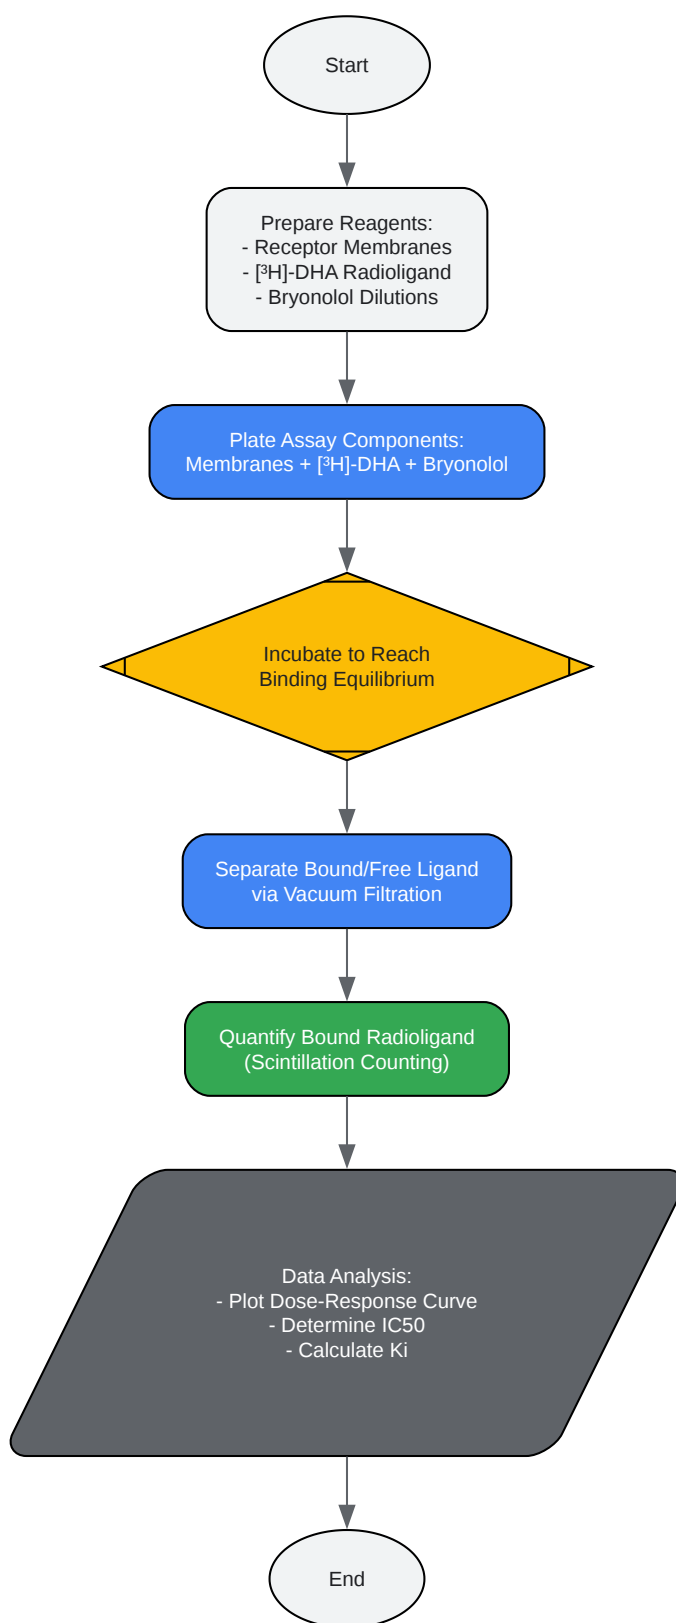 Start
Prepare Reagents:
- Receptor Membranes
- [³H]-DHA Radioligand
- Bryonolol Dilutions
Plate Assay Components:
Membranes + [³H]-DHA + Bryonolol
Incubate to Reach
Binding Equilibrium
Separate Bound/Free Ligand
via Vacuum Filtration
Quantify Bound Radioligand
(Scintillation Counting)
Data Analysis:
- Plot Dose-Response Curve
- Determine IC50
- Calculate Ki
End